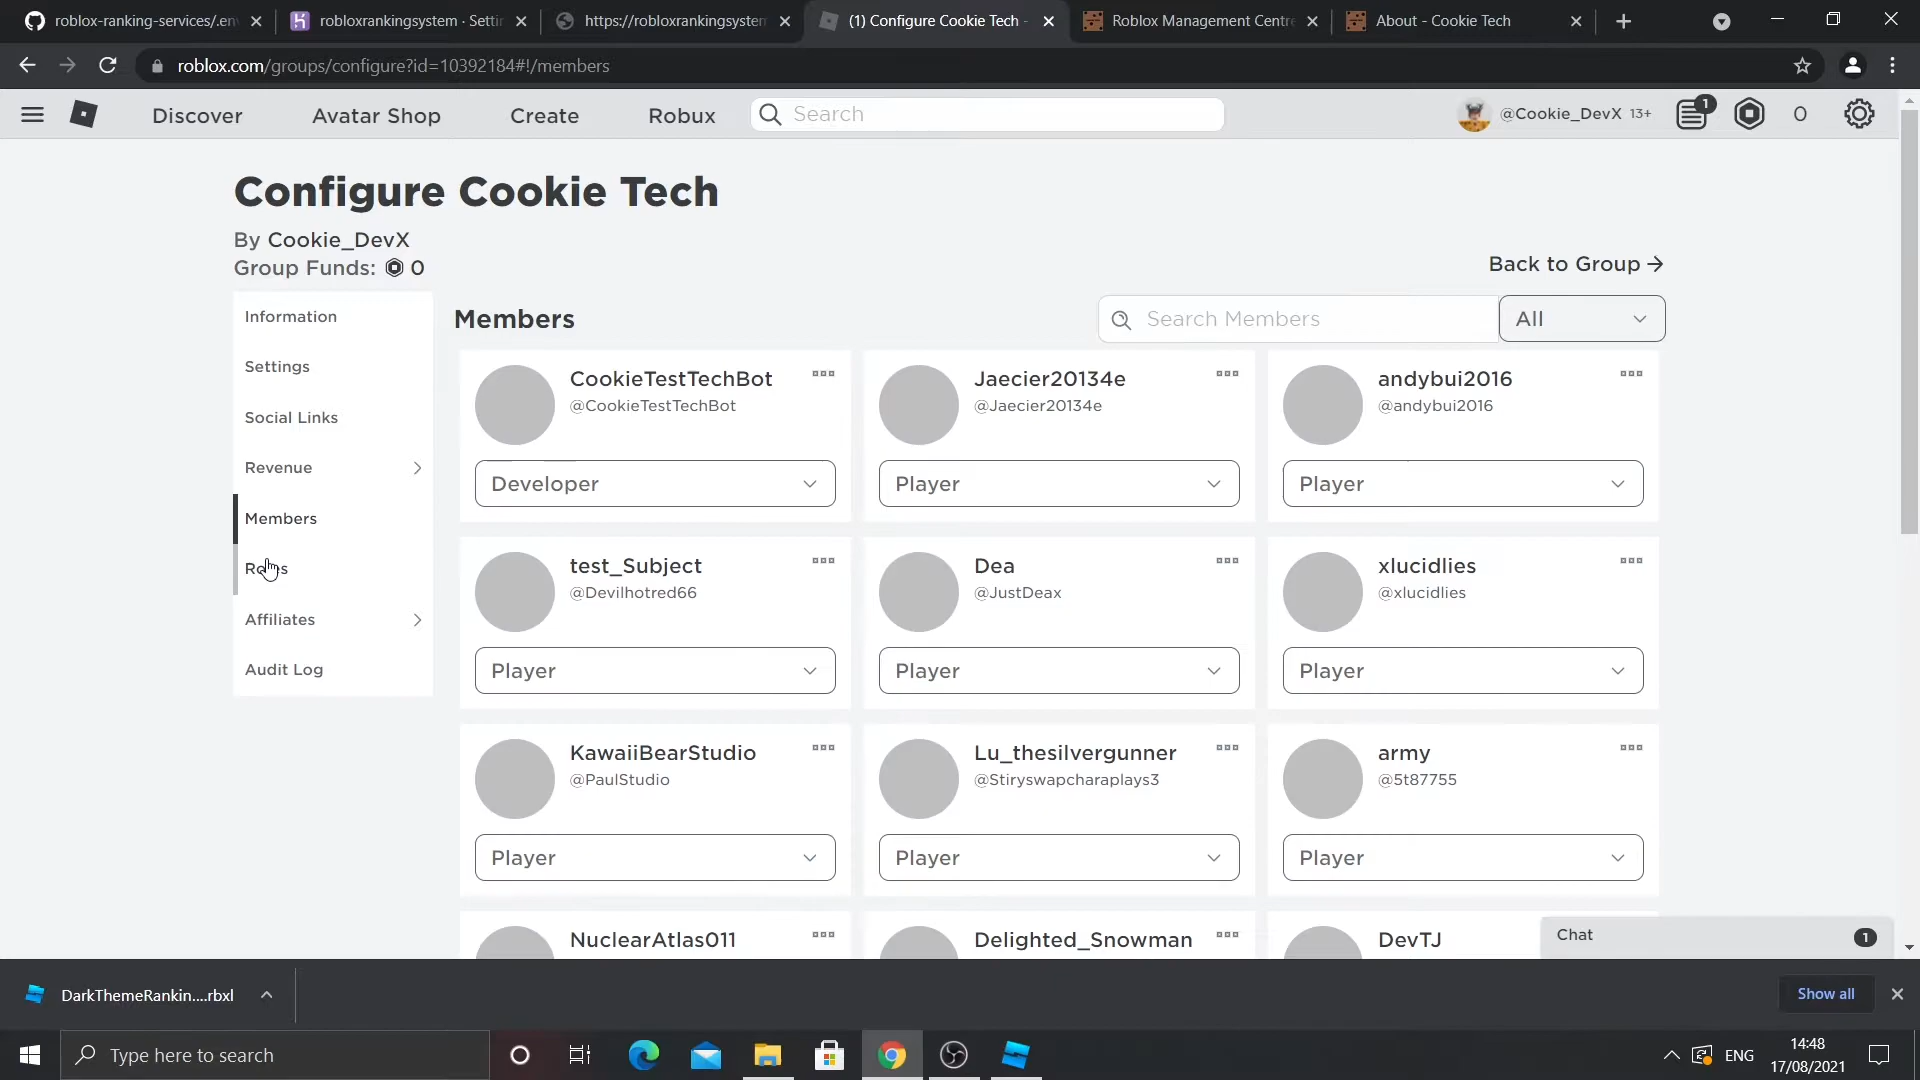 roblox-ranking-services/.env
robloxrankingsystem · Settin
https://robloxrankingsystem
(1) Configure Cookie Tech -
Roblox Management Centre
About - Cookie Tech
roblox.com/groups/configure?id=10392184#!/members
Discover
Avatar Shop
Create
Robux
Search
@Cookie_DevX 13+
1
0
Configure Cookie Tech
By Cookie_DevX
Group Funds: 0
Back to Group
Information
Settings
Social Links
Revenue
Members
Affiliates
Audit Log
Members
Search Members
All
CookieTestTechBot
@CookieTestTechBot
Developer
Jaecier20134e
@Jaecier20134e
Player
andybui2016
@andybui2016
Player
test_Subject
@Devilhotred66
Player
Dea
@JustDeax
Player
xlucidlies
@xlucidlies
Player
KawaiiBearStudio
@PaulStudio
Player
Lu_thesilvergunner
@Stiryswapcharaplays3
Player
army
@5t87755
Player
NuclearAtlas011
Delighted_Snowman
DevTJ
Chat
1
DarkThemeRankin....rbxl
Show all
Type here to search
ENG
14:48
17/08/2021